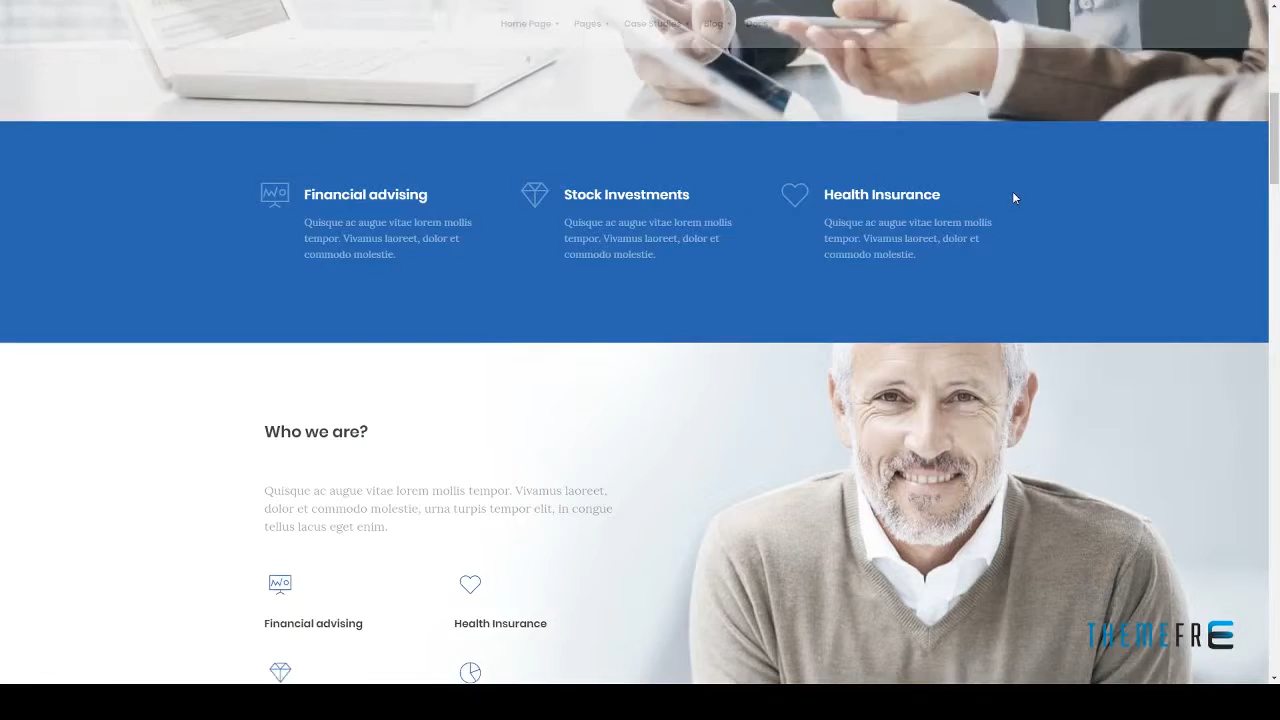 Home Page Pages Case Studies Blog Docs
Financial advising
Quisque ac augue vitae lorem mollis
tempor. Vivamus laoreet, dolor et
commodo molestie.
Stock Investments
Quisque ac augue vitae lorem mollis
tempor. Vivamus laoreet, dolor et
commodo molestie.
Health Insurance
Quisque ac augue vitae lorem mollis
tempor. Vivamus laoreet, dolor et
commodo molestie.
Who we are?
Quisque ac augue vitae lorem mollis tempor. Vivamus laoreet,
dolor et commodo molestie, urna turpis tempor elit, in congue
tellus lacus eget enim.
Financial advising
Health Insurance
THEMEFRE